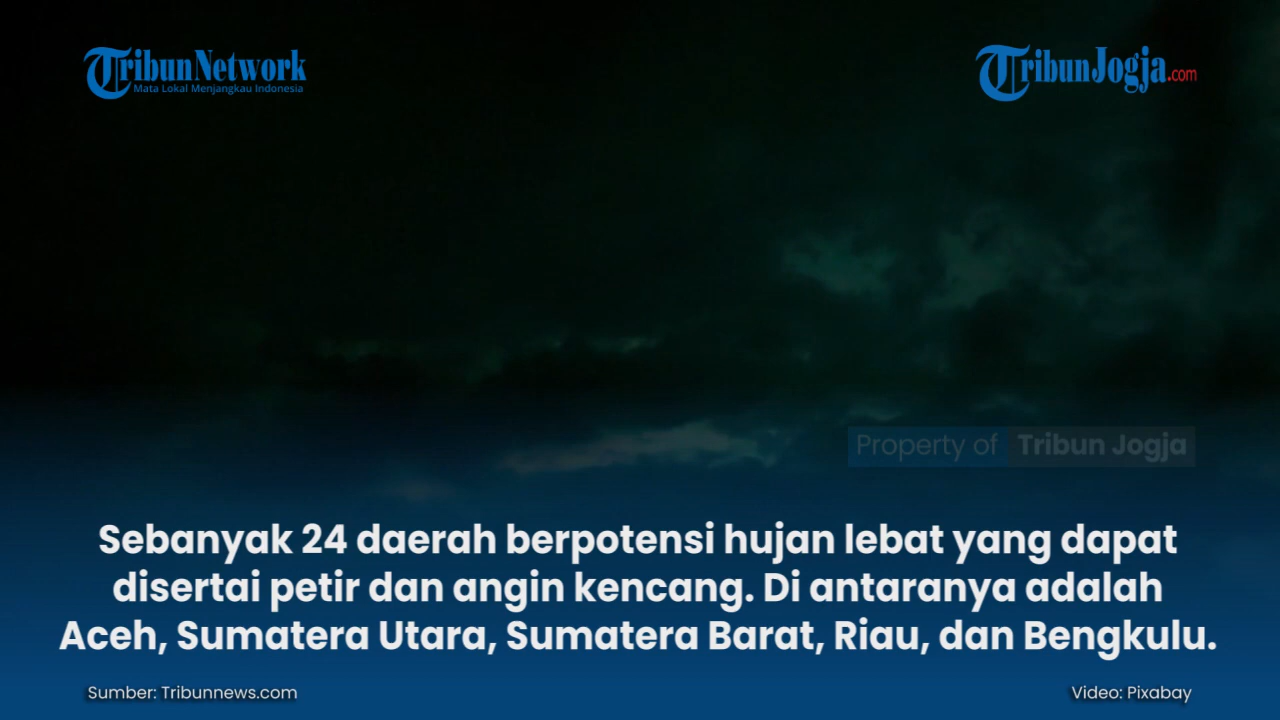 TribunNetwork
Mata Lokal Menjangkau Indonesia
TribunJogja.com
Property of Tribun Jogja
Sebanyak 24 daerah berpotensi hujan lebat yang dapat
disertai petir dan angin kencang. Di antaranya adalah
Aceh, Sumatera Utara, Sumatera Barat, Riau, dan Bengkulu.
Sumber: Tribunnews.com
Video: Pixabay